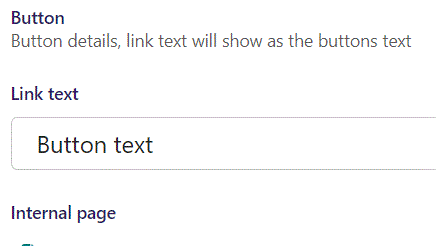 Button
Button details, link text will show as the buttons text
Link text
Button text
Internal page